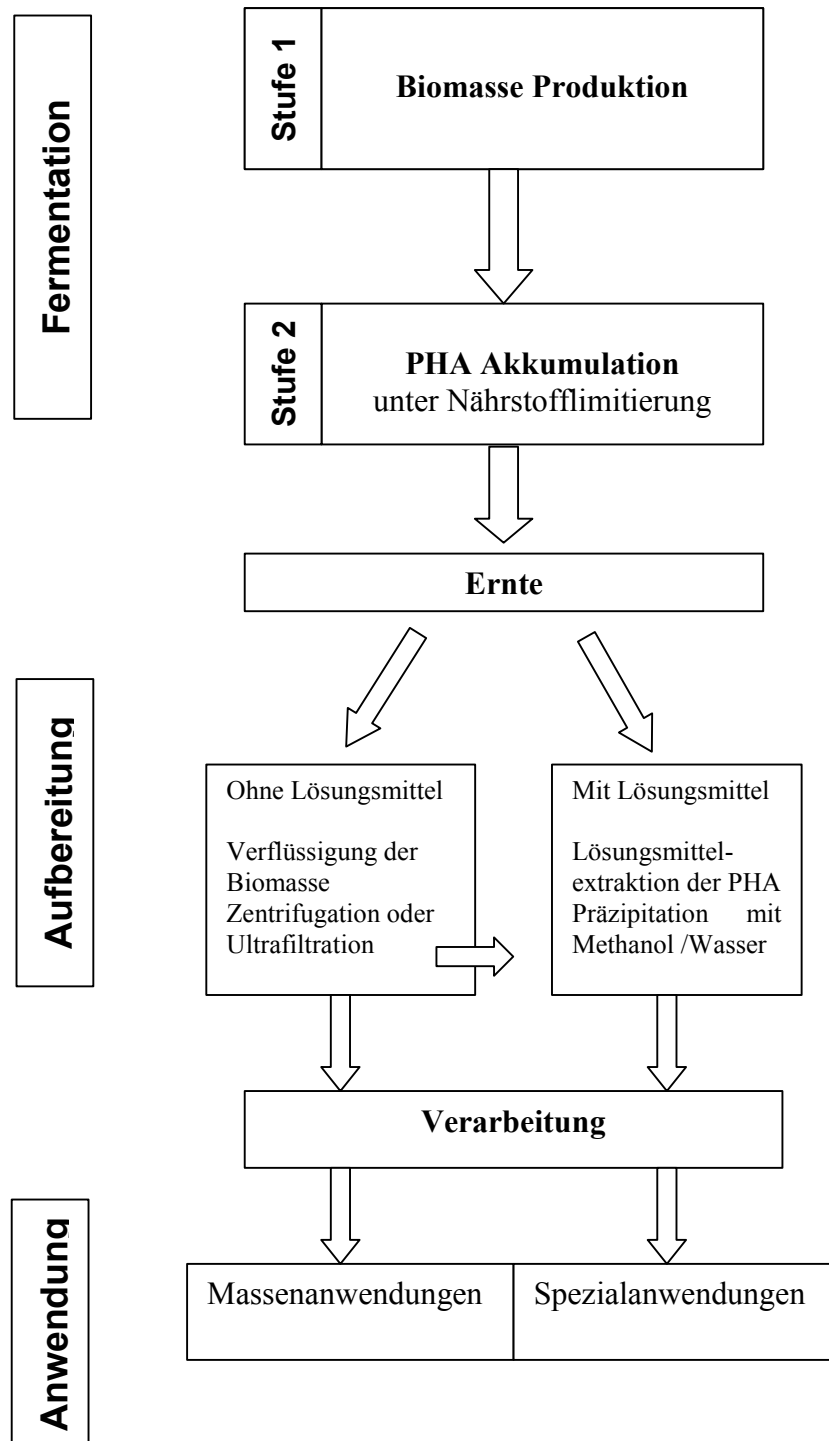 Fermentation
Stufe 1
Biomasse Produktion
Stufe 2
PHA Akkumulation
unter Nährstofflimitierung
Ernte
Aufbereitung
Ohne Lösungsmittel
Verflüssigung der
Biomasse
Zentrifugation oder
Ultrafiltration
Mit Lösungsmittel
Lösungsmittel-
extraktion der PHA
Präzipitation mit
Methanol /Wasser
Verarbeitung
Anwendung
Massenanwendungen
Spezialanwendungen